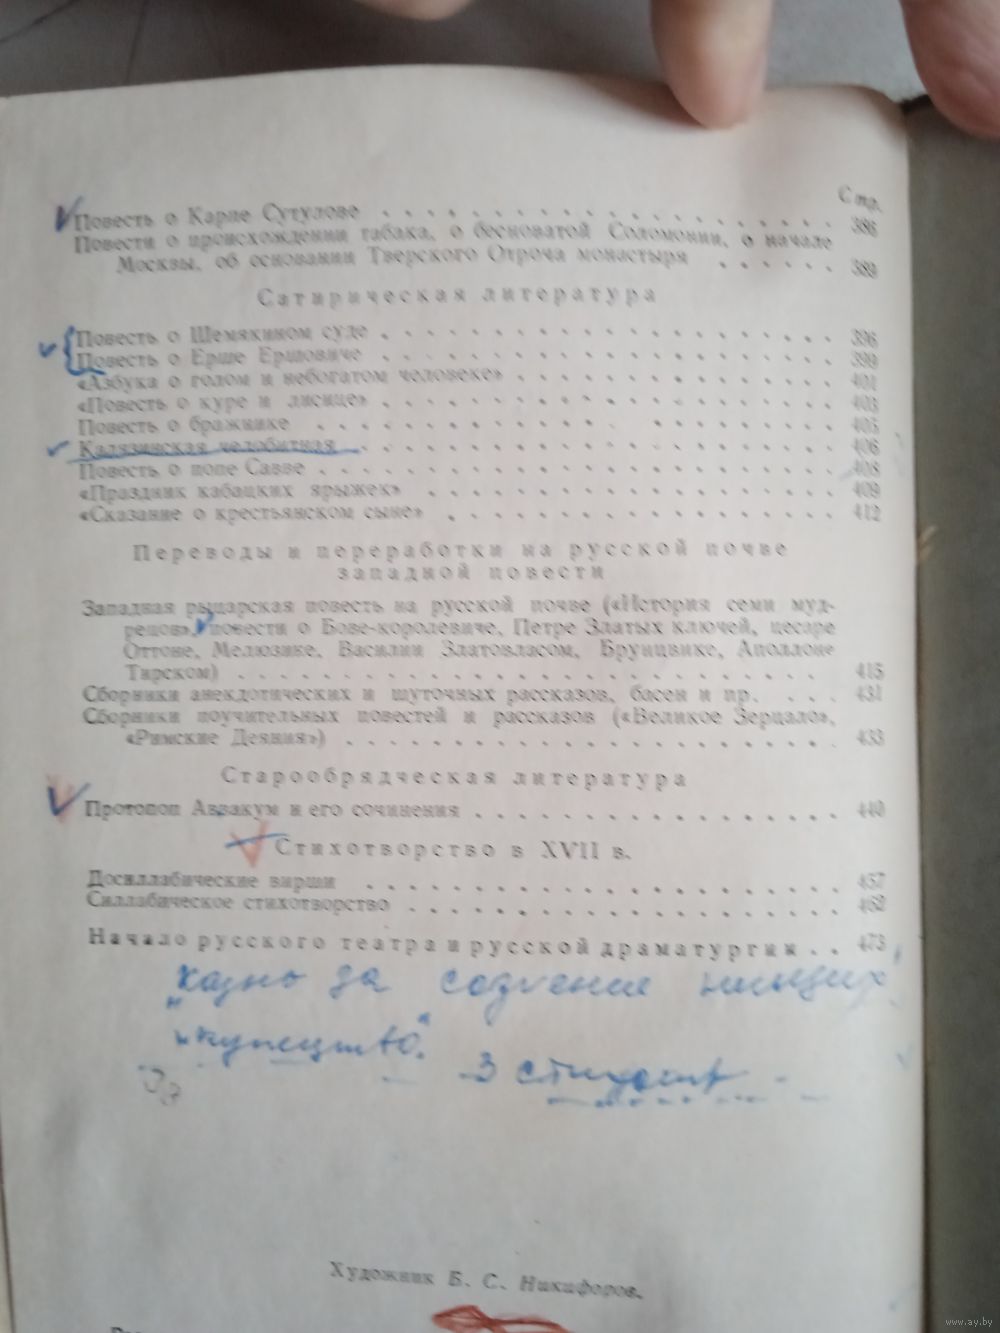 Стр.
Повесть о Карпе Сутулове . . . . . . . . . . . . . . . . . . . . 386
Повести о происхождении табака, о бесноватой Соломонии, о начале
Москвы, об основании Тверского Отроча монастыря . . . . . . 389
Сатирическая литература
Повесть о Шемякином суде . . . . . . . . . . . . . . . . . . . . 396
Повесть о Ерше Ершовиче . . . . . . . . . . . . . . . . . . . . 399
«Азбука о голом и небогатом человеке» . . . . . . . . . . . . . . 401
«Повесть о куре и лисице» . . . . . . . . . . . . . . . . . . . . 403
Повесть о бражнике . . . . . . . . . . . . . . . . . . . . 405
Калязинская челобитная . . . . . . . . . . . . . . . . . . . . 406
Повесть о попе Савве . . . . . . . . . . . . . . . . . . . . 408
«Праздник кабацких ярыжек» . . . . . . . . . . . . . . . . . . 409
«Сказание о крестьянском сыне» . . . . . . . . . . . . . . . . . 412
Переводы и переработки на русской почве
западной повести
Западная рыцарская повесть на русской почве («История семи муд-
рецов», повести о Бове-королевиче, Петре Златых ключей, цесаре
Оттоне, Мелюзине, Василии Златовласом, Брунцвике, Аполлоне
Тирском) . . . . . . . . . . . . . . . . . . . . . . . . 415
Сборники анекдотических и шуточных рассказов, басен и пр. . . . 431
Сборники поучительных повестей и рассказов («Великое Зерцало»,
«Римские Деяния») . . . . . . . . . . . . . . . . . . . . 433
Старообрядческая литература
Протопоп Аввакум и его сочинения . . . . . . . . . . . . . . . . 440
Стихотворство в XVII в.
Досиллабические вирши . . . . . . . . . . . . . . . . . . . . 457
Силлабическое стихотворство . . . . . . . . . . . . . . . . . . 462
Начало русского театра и русской драматургии . . 473
за
"купечество"
3
Художник Б. С. Никифоров.
www.ay.by